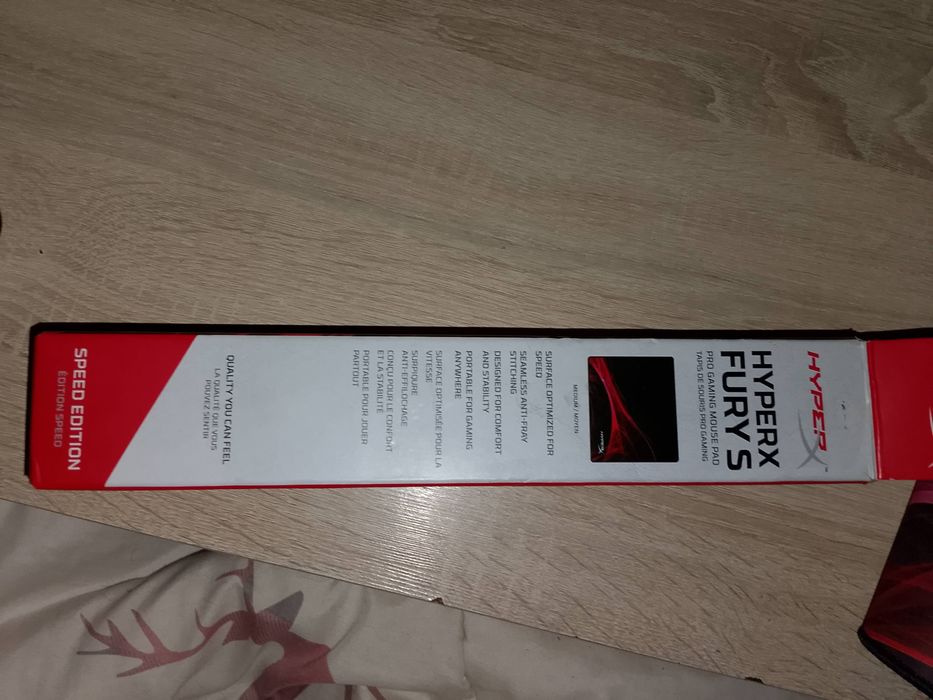 HYPERX
HYPERX
FURY S
PRO GAMING MOUSE PAD
TAPIS DE SOURIS PRO GAMING
HYPERX
MEDIUM / MOYEN
SURFACE OPTIMIZED FOR
SPEED
SEAMLESS ANTI-FRAY
STITCHING
DESIGNED FOR COMFORT
AND STABILITY
PORTABLE FOR GAMING
ANYWHERE
SURFACE OPTIMISÉE POUR LA
VITESSE
SURPIQURE
ANTI-EFFILOCHAGE
CONÇU POUR LE CONFORT
ET LA STABILITÉ
PORTABLE POUR JOUER
PARTOUT
QUALITY YOU CAN FEEL
LA QUALITÉ QUE VOUS
POUVEZ SENTIR
SPEED EDITION
ÉDITION SPEED